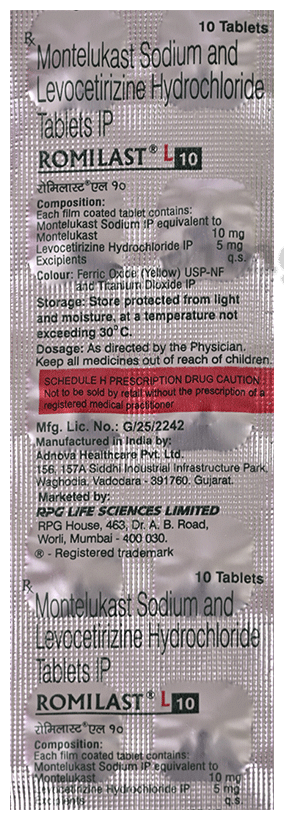 10 Tablets
Rx
Montelukast Sodium and
Levocetirizine Hydrochloride
Tablets IP
ROMILAST® L 10
रोमिलास्ट® एल १०
Composition:
Each film coated tablet contains:
Montelukast Sodium IP equivalent to
Montelukast 10 mg
Levocetirizine Hydrochloride IP 5 mg
Excipients q.s.
Colour: Ferric Oxide (Yellow) USP-NF
and Titanium Dioxide IP
Storage: Store protected from light
and moisture, at a temperature not
exceeding 30°C.
Dosage: As directed by the Physician.
Keep all medicines out of reach of children.
SCHEDULE H PRESCRIPTION DRUG CAUTION
Not to be sold by retail without the prescription of a
registered medical practitioner
Mfg. Lic. No.: G/25/2242
Manufactured in India by:
Adnova Healthcare Pvt. Ltd.
156, 157A Siddhi Industrial Infrastructure Park,
Waghodia, Vadodara - 391760. Gujarat.
Marketed by:
RPG LIFE SCIENCES LIMITED
RPG House, 463, Dr. A. B. Road,
Worli, Mumbai - 400 030.
® - Registered trademark
10 Tablets
Rx
Montelukast Sodium and
Levocetirizine Hydrochloride
Tablets IP
ROMILAST® L 10
रोमिलास्ट® एल १०
Composition:
Each film coated tablet contains:
Montelukast Sodium IP equivalent to
Montelukast 10 mg
Levocetirizine Hydrochloride IP 5 mg
Excipients q.s.